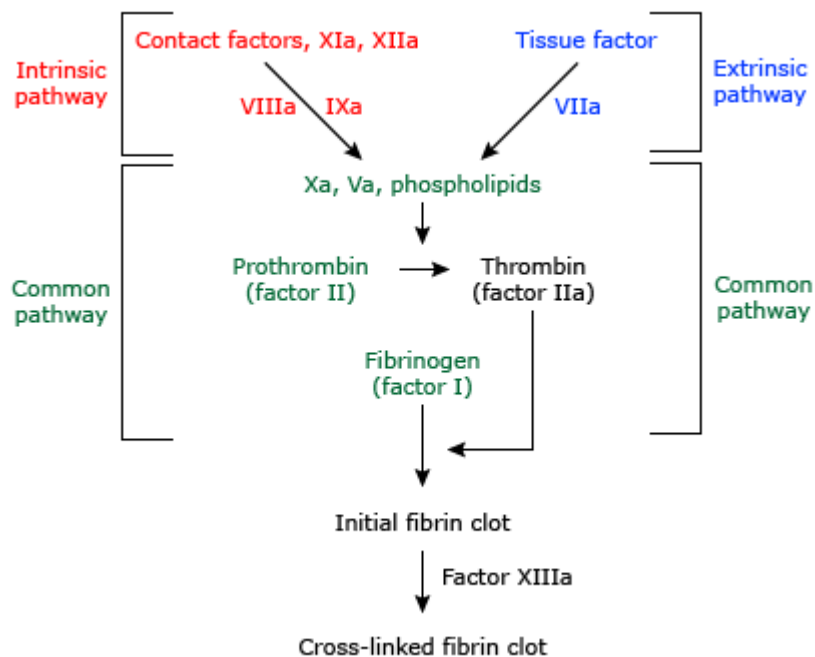 Contact factors, XIa, XIIa
Tissue factor
Intrinsic
pathway
Extrinsic
pathway
VIIIa
IXa
VIIa
Xa, Va, phospholipids
Prothrombin
(factor II)
Thrombin
(factor IIa)
Common
pathway
Common
pathway
Fibrinogen
(factor I)
Initial fibrin clot
Factor XIIIa
Cross-linked fibrin clot